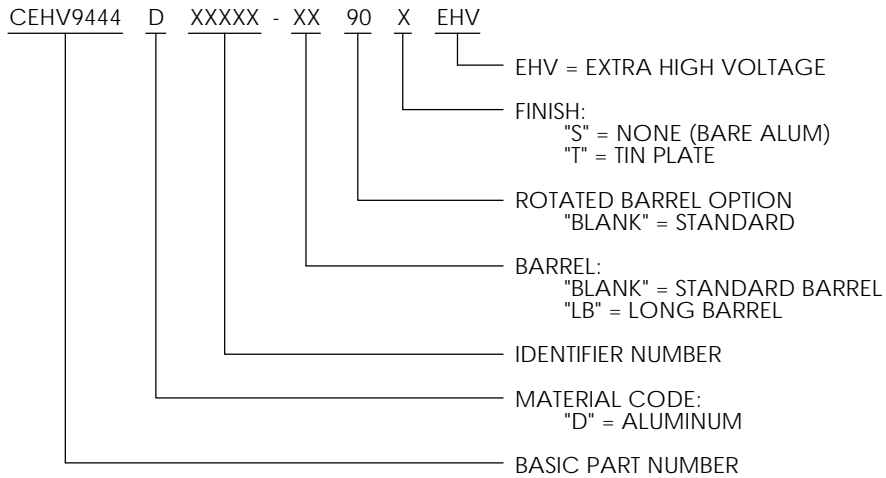 CEHV9444 D XXXXX - XX 90 X EHV
EHV = EXTRA HIGH VOLTAGE
FINISH:
"S" = NONE (BARE ALUM)
"T" = TIN PLATE
ROTATED BARREL OPTION
"BLANK" = STANDARD
BARREL:
"BLANK" = STANDARD BARREL
"LB" = LONG BARREL
IDENTIFIER NUMBER
MATERIAL CODE:
"D" = ALUMINUM
BASIC PART NUMBER